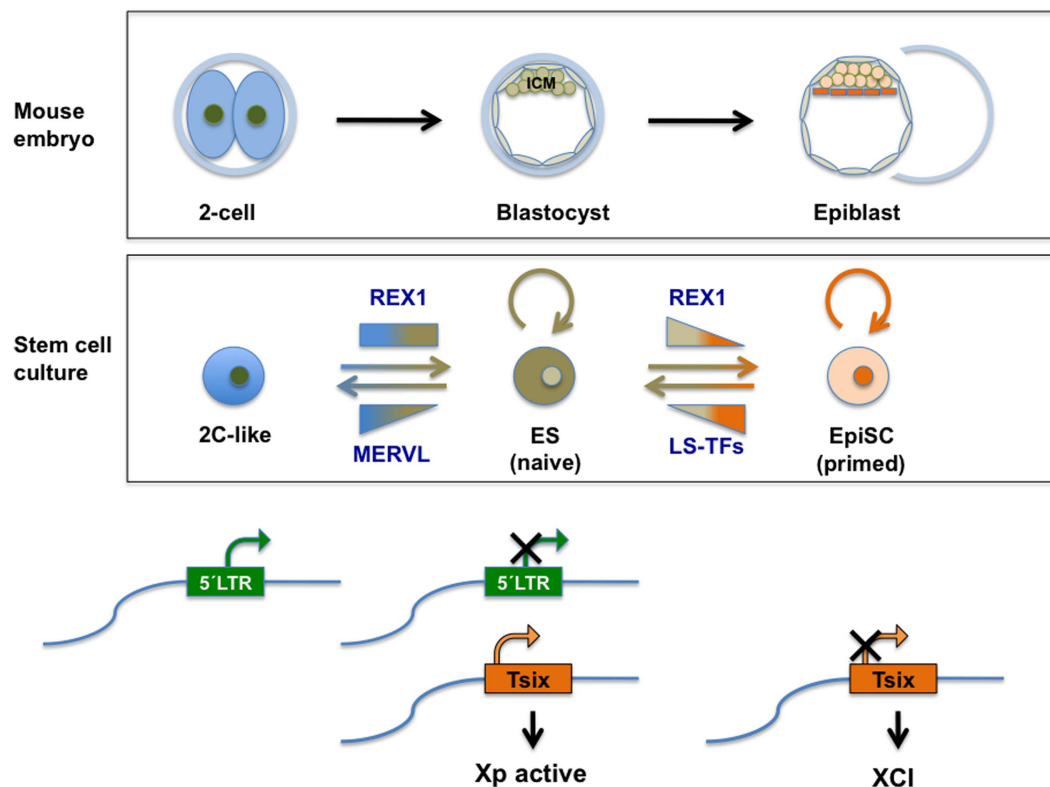 Mouse
embryo
ICM
2-cell
Blastocyst
Epiblast
Stem cell
culture
REX1
REX1
2C-like
MERVL
ES
(naive)
LS-TFs
EpiSC
(primed)
5´LTR
5´LTR
Tsix
Tsix
Xp active
XCI